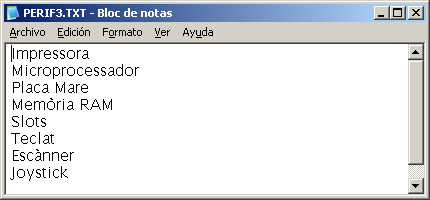 PERIF3.TXT - Bloc de notas
Archivo Edición Formato Ver Ayuda
Impressora
Microprocessador
Placa Mare
Memòria RAM
Slots
Teclat
Escànner
Joystick